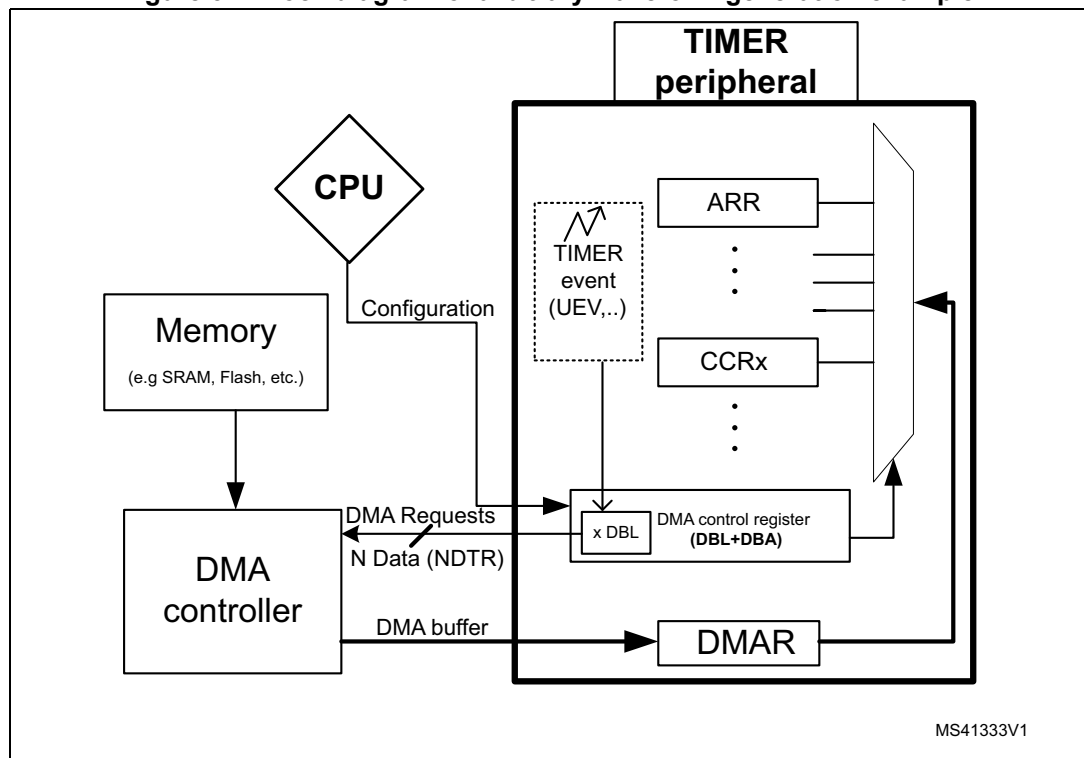 TIMER
peripheral
CPU
ARR
TIMER
event
(UEV,..)
Configuration
Memory
(e.g SRAM, Flash, etc.)
CCRx
DMA Requests
N Data (NDTR)
x DBL
DMA control register
(DBL+DBA)
DMA
controller
DMA buffer
DMAR
MS41333V1